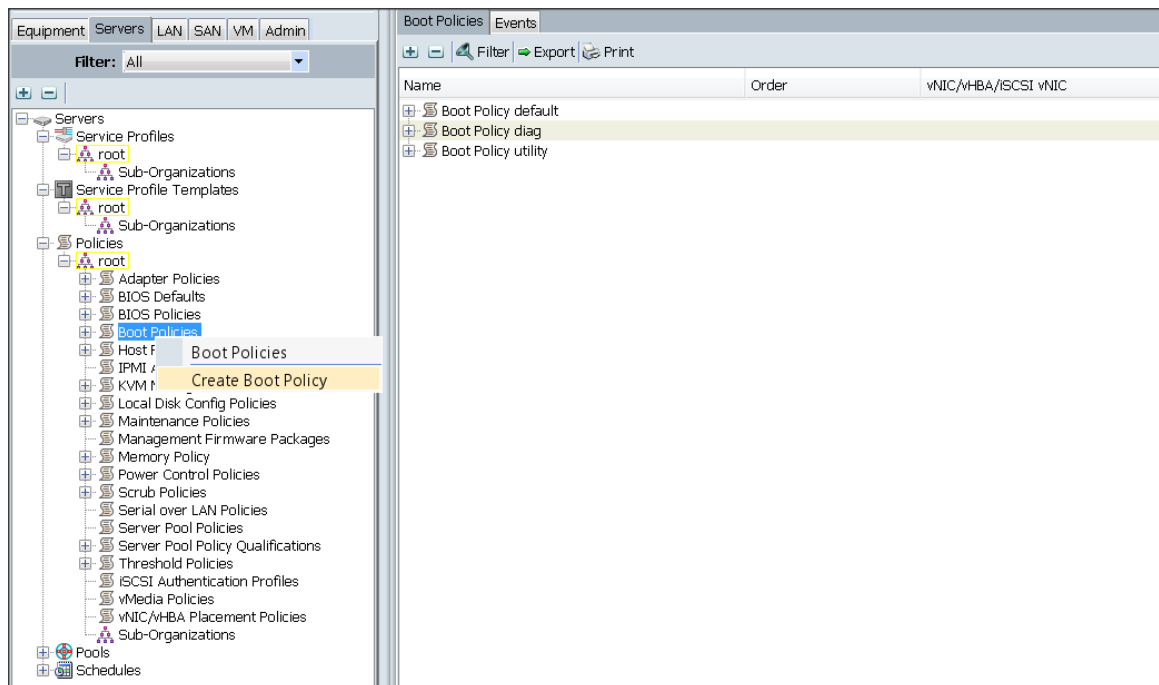 Equipment Servers LAN SAN VM Admin
Filter: All
Servers
Service Profiles
root
Sub-Organizations
Service Profile Templates
root
Sub-Organizations
Policies
root
Adapter Policies
BIOS Defaults
BIOS Policies
Boot Policies
Host
IPMI
KVM
Boot Policies
Create Boot Policy
Local Disk Config Policies
Maintenance Policies
Management Firmware Packages
Memory Policy
Power Control Policies
Scrub Policies
Serial over LAN Policies
Server Pool Policies
Server Pool Policy Qualifications
Threshold Policies
iSCSI Authentication Profiles
vMedia Policies
vNIC/vHBA Placement Policies
Sub-Organizations
Pools
Schedules
Boot Policies Events
Filter Export Print
Name Order vNIC/vHBA/iSCSI vNIC
Boot Policy default
Boot Policy diag
Boot Policy utility